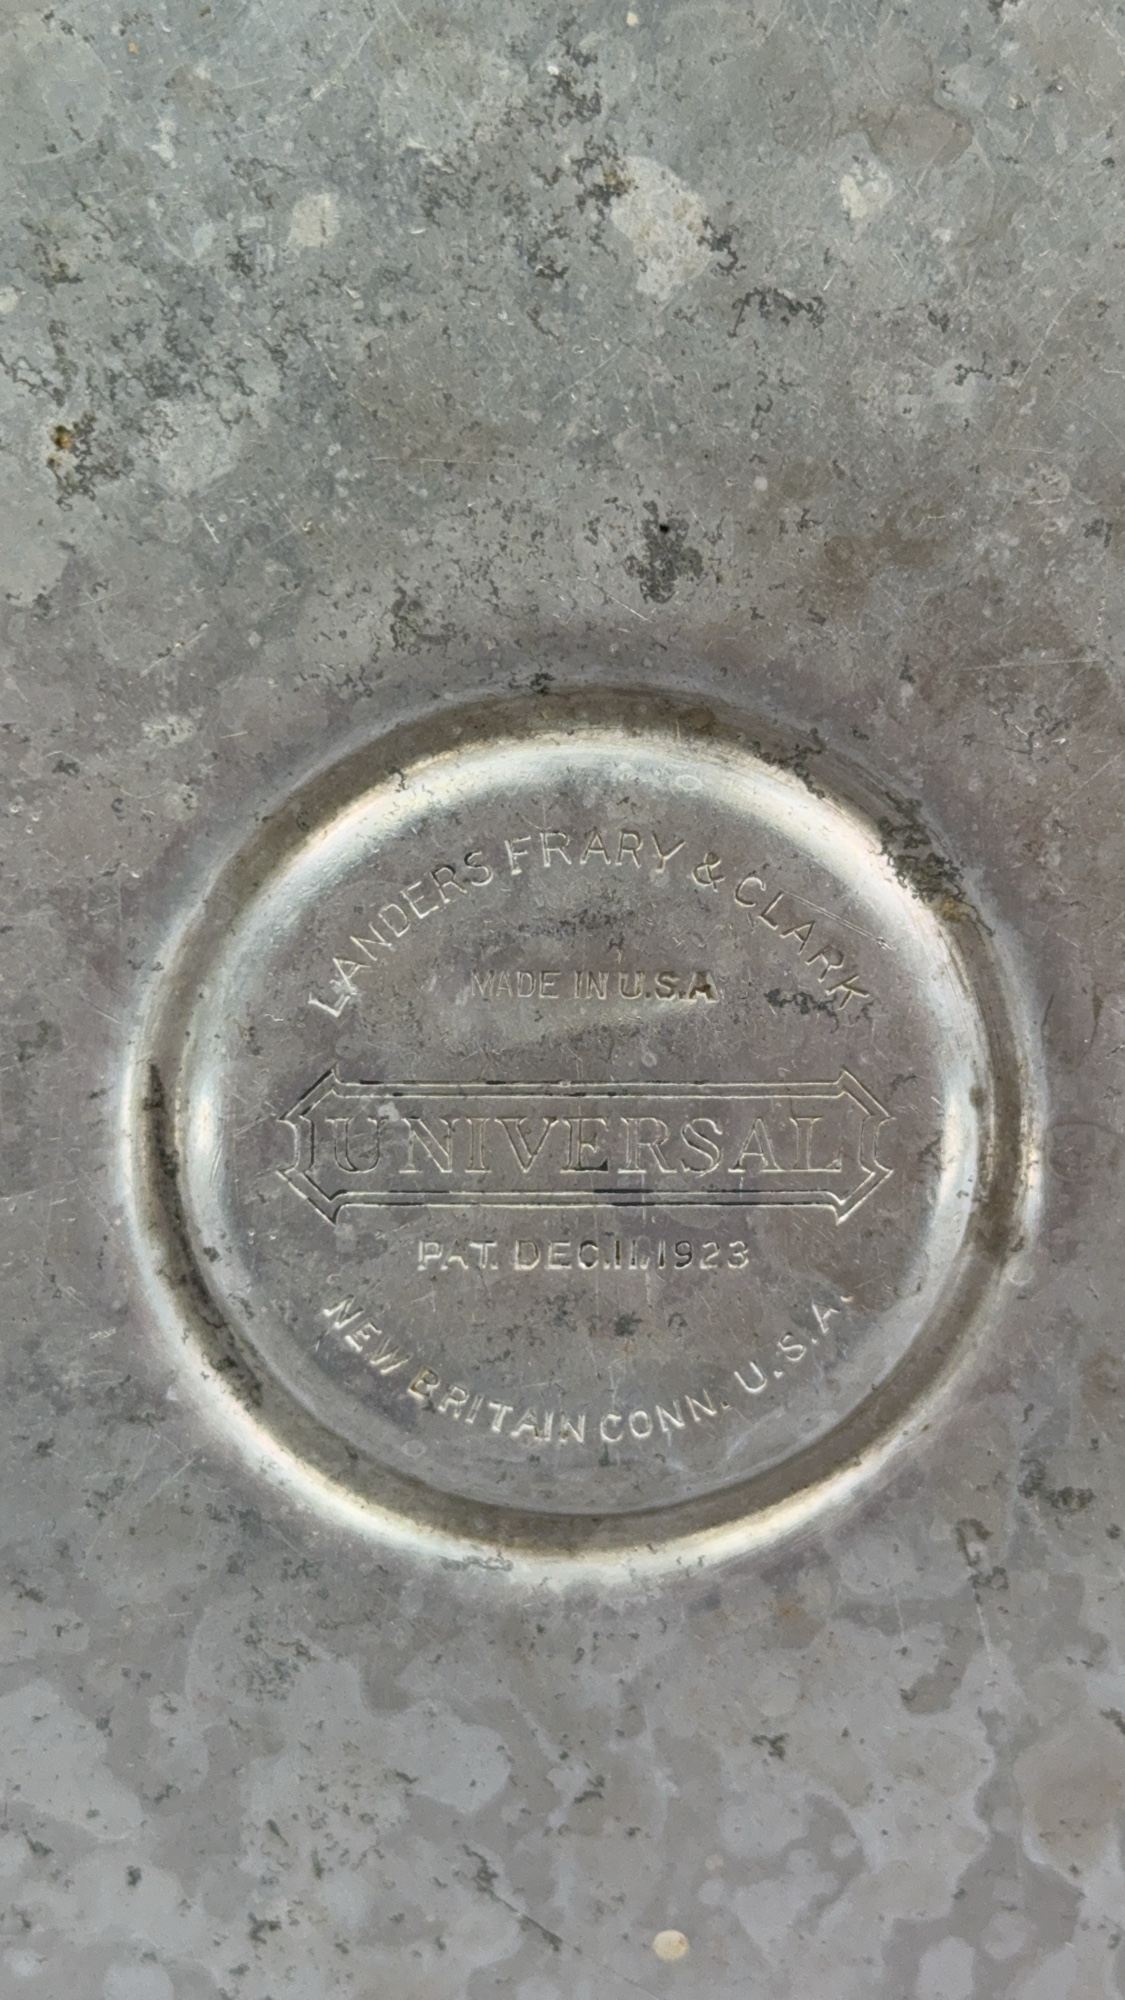 LANDERS FRARY & CLARK
MADE IN U.S.A
UNIVERSAL
PAT. DEC.11.1923
NEW BRITAIN CONN. U.S.A.